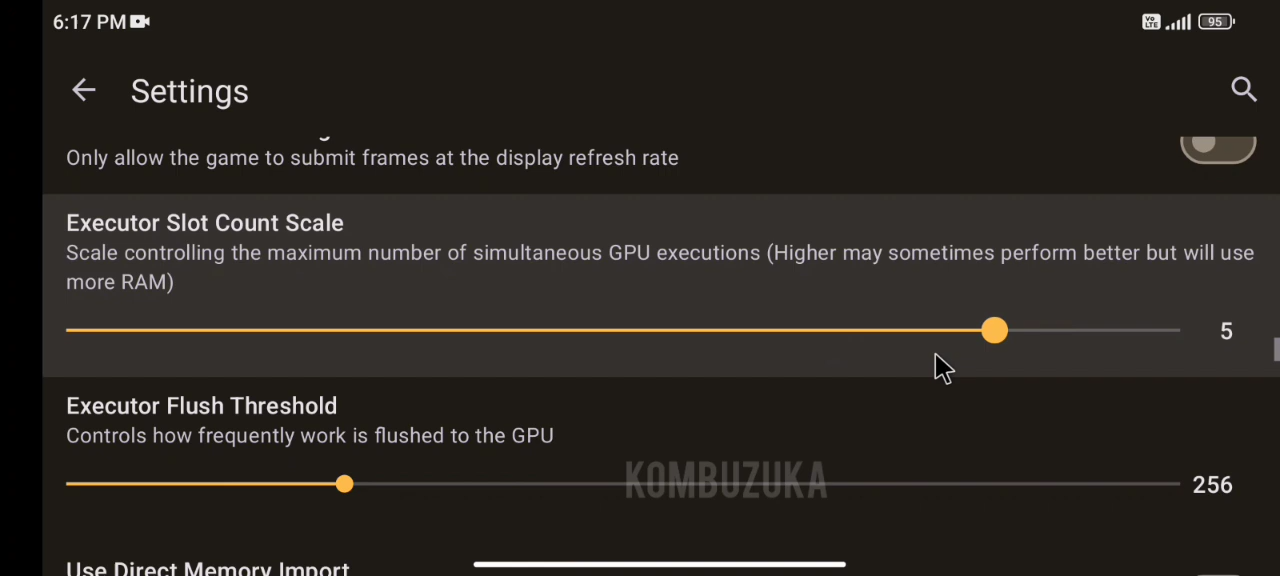 6:17 PM
Vo LTE
95
Settings
Only allow the game to submit frames at the display refresh rate
Executor Slot Count Scale
Scale controlling the maximum number of simultaneous GPU executions (Higher may sometimes perform better but will use
more RAM)
5
Executor Flush Threshold
Controls how frequently work is flushed to the GPU
256
KOMBUZUKA
Use Direct Memory Import